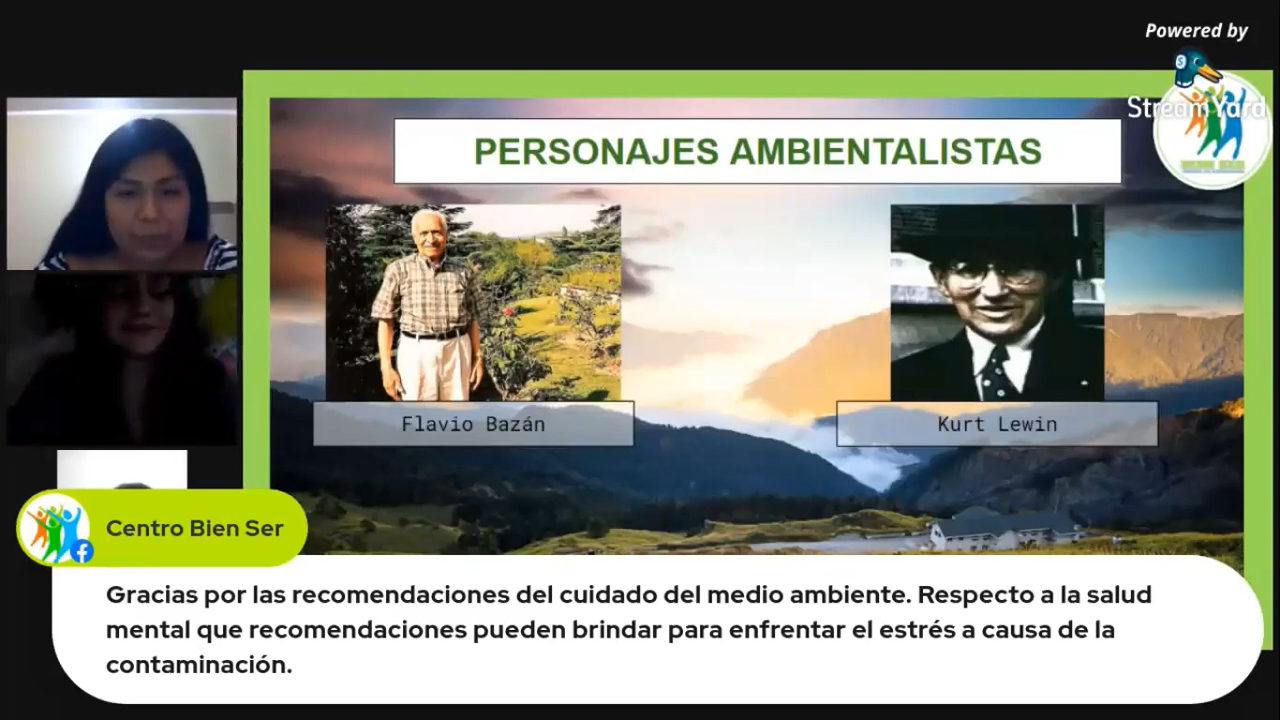 Powered by
StreamYard
PERSONAJES AMBIENTALISTAS
Flavio Bazán
Kurt Lewin
Centro Bien Ser
Gracias por las recomendaciones del cuidado del medio ambiente. Respecto a la salud
mental que recomendaciones pueden brindar para enfrentar el estrés a causa de la
contaminación.